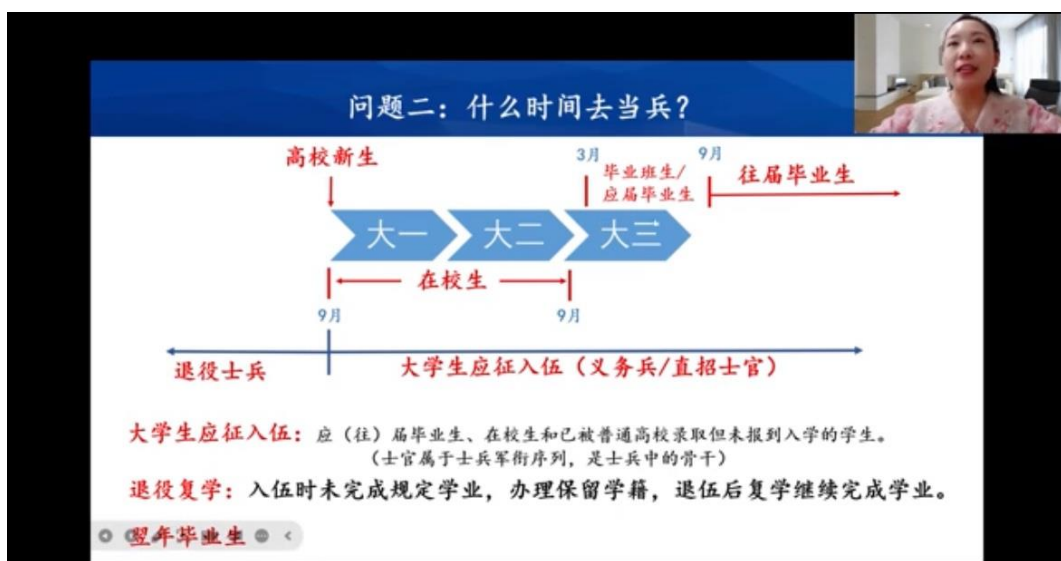 问题二：什么时间去当兵？
高校新生
3月
毕业班生/
应届毕业生
9月
往届毕业生
大一
大二
大三
在校生
9月
9月
退役士兵
大学生应征入伍（义务兵/直招士官）
大学生应征入伍：应（往）届毕业生、在校生和已被普通高校录取但未报到入学的学生。
（士官属于士兵军衔序列，是士兵中的骨干）
退役复学：入伍时未完成规定学业，办理保留学籍，退伍后复学继续完成学业。
翌年毕业生